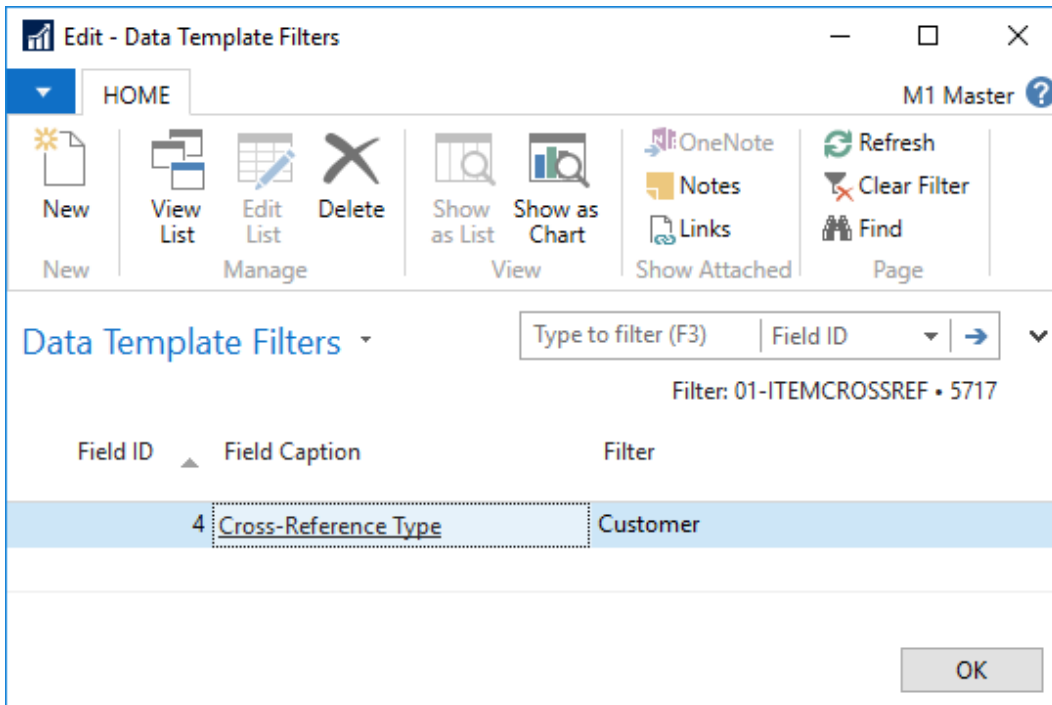 Edit - Data Template Filters
HOME
M1 Master ?
New
View List
Edit List
Delete
Show as List
Show as Chart
OneNote
Notes
Links
Refresh
Clear Filter
Find
New
Manage
View
Show Attached
Page
Data Template Filters
Type to filter (F3)
Field ID
Filter: 01-ITEMCROSSREF • 5717
Field ID Field Caption Filter
4 Cross-Reference Type Customer
OK